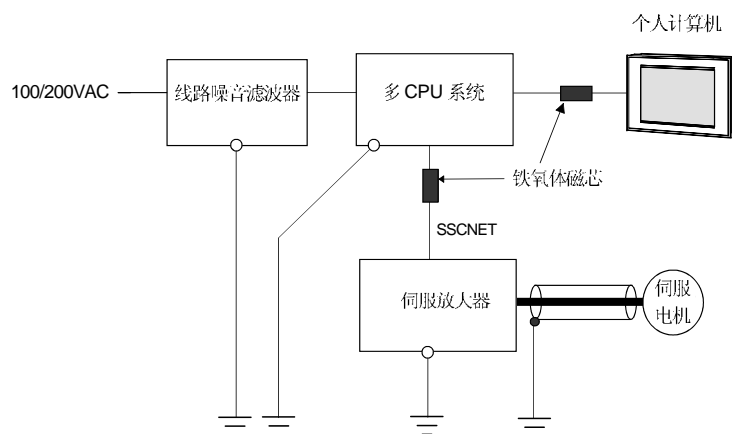 个人计算机
100/200VAC
线路噪音滤波器
多 CPU 系统
铁氧体磁芯
SSCNET
伺服放大器
伺服
电机